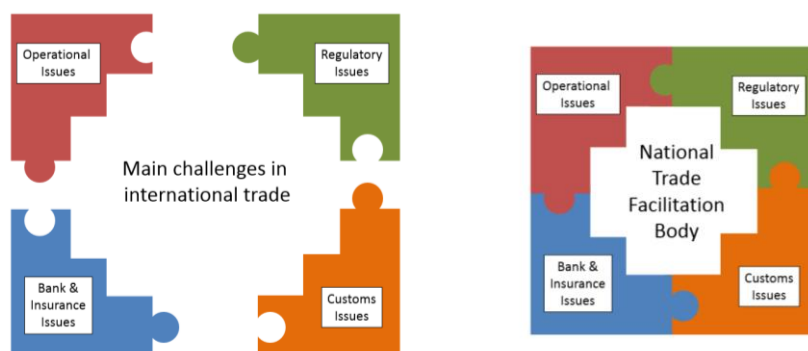 Operational
Issues
Regulatory
Issues
Main challenges in
international trade
Bank &
Insurance
Issues
Customs
Issues
Operational
Issues
Regulatory
Issues
National
Trade
Facilitation
Body
Bank &
Insurance
Issues
Customs
Issues